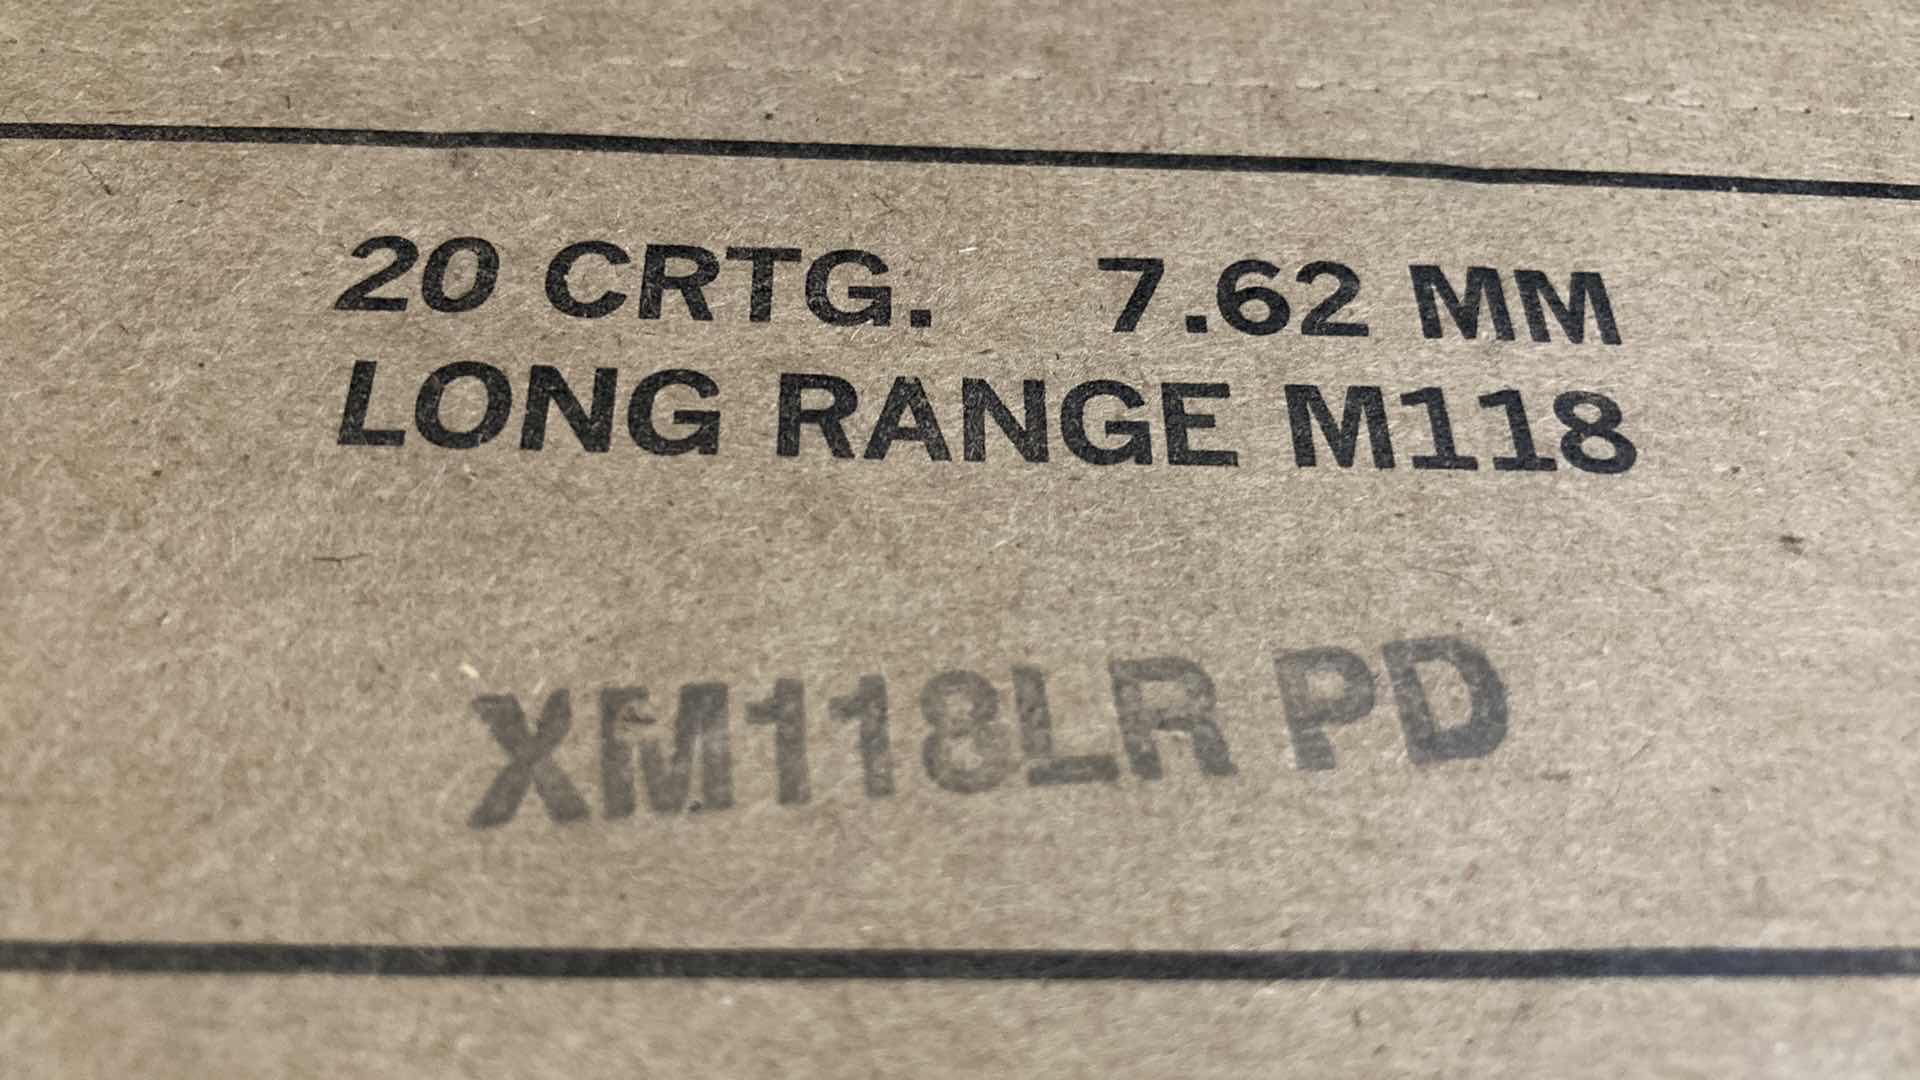 20 CRTG. 7.62 MM
LONG RANGE M118
XM118LR PD